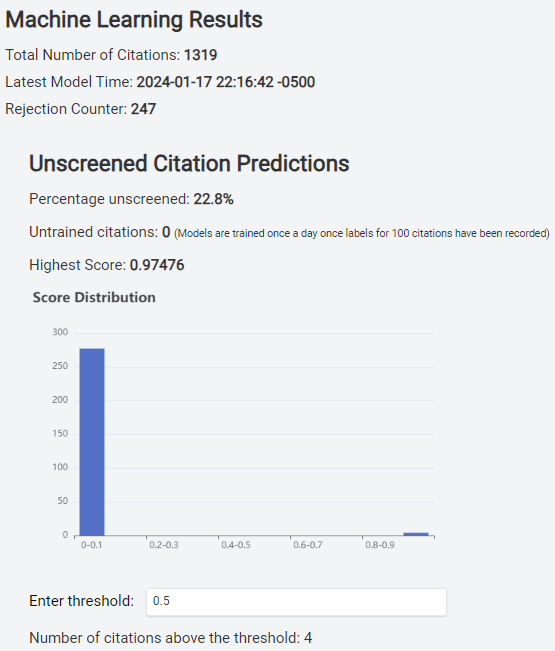 Machine Learning Results
Total Number of Citations: 1319
Latest Model Time: 2024-01-17 22:16:42 -0500
Rejection Counter: 247
Unscreened Citation Predictions
Percentage unscreened: 22.8%
Untrained citations: 0 (Models are trained once a day once labels for 100 citations have been recorded)
Highest Score: 0.97476
Score Distribution
300
250
200
150
100
50
0
0-0.1 0.2-0.3 0.4-0.5 0.6-0.7 0.8-0.9
Enter threshold: 0.5
Number of citations above the threshold: 4